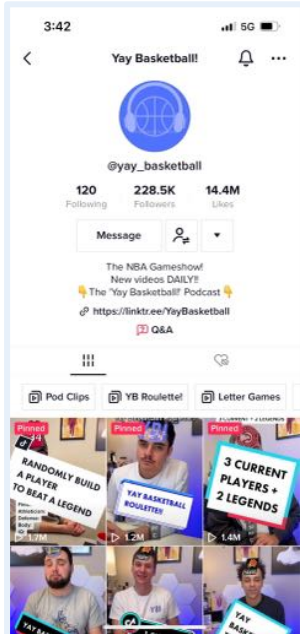 3:42
5G
Yay Basketball!
@yay_basketball
120 228.5K 14.4M
Following Followers Likes
Message
The NBA Gameshow!
New videos DAILY!!
👇The 'Yay Basketball!' Podcast👇
https://linktr.ee/YayBasketball
Q&A
Pod Clips YB Roulette! Letter Games
Pinned Pinned Pinned
RANDOMLY BUILD
A PLAYER
TO BEAT A LEGEND
YAY BASKETBALL
ROULETTE!!
3 CURRENT
PLAYERS +
2 LEGENDS
1.7M 1.2M 1.4M